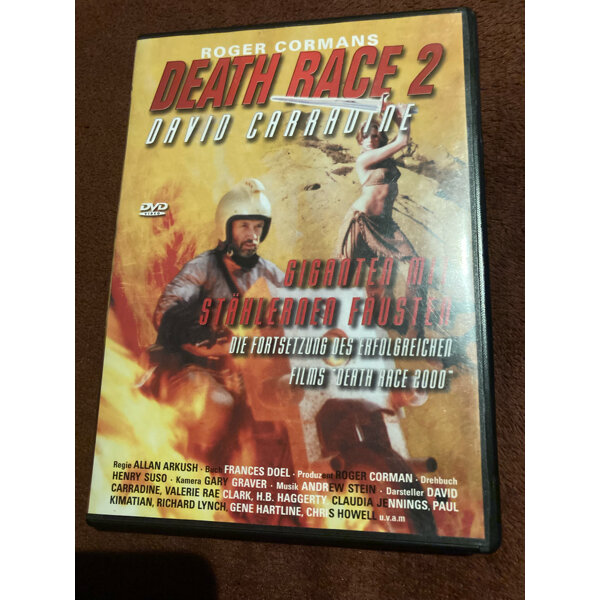 ROGER CORMANS
DEATH RACE 2
DAVID CARRADINE
DVD
VIDEO
GIGANTEN MIT
STÄHLERNEN FÄUSTEN
DIE FORTSETZUNG DES ERFOLGREICHEN
FILMS "DEATH RACE 2000"
Regie ALLAN ARKUSH · Buch FRANCES DOEL · Produzent ROGER CORMAN · Drehbuch
HENRY SUSO · Kamera GARY GRAVER · Musik ANDREW STEIN · Darsteller DAVID
CARRADINE, VALERIE RAE CLARK, H.B. HAGGERTY, CLAUDIA JENNINGS, PAUL
KIMATIAN, RICHARD LYNCH, GENE HARTLINE, CHRIS HOWELL u.v.a.m